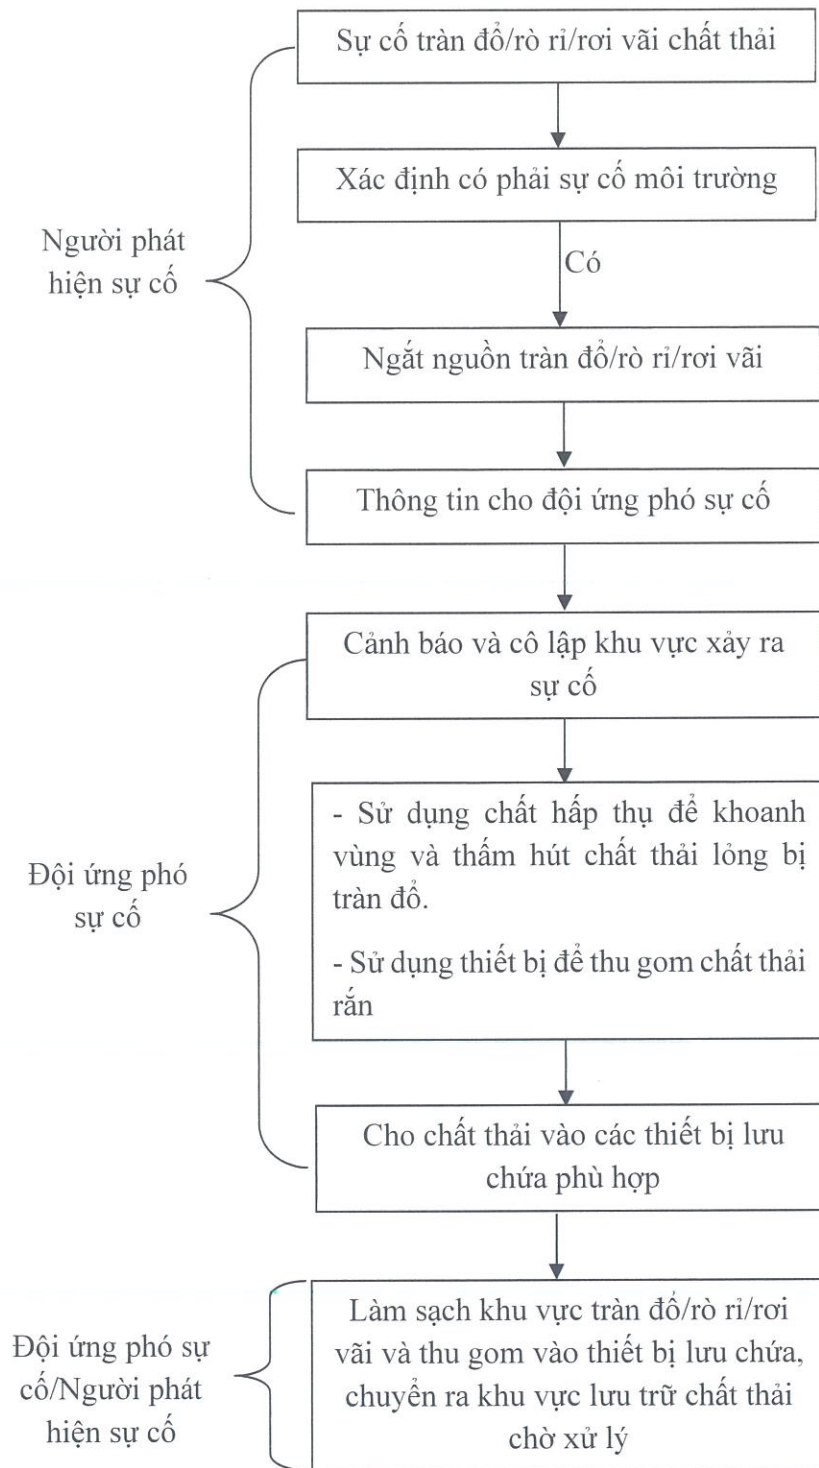 Sự cố tràn đổ/rò rỉ/rơi vãi chất thải
Xác định có phải sự cố môi trường
Người phát
hiện sự cố
Có
Ngắt nguồn tràn đổ/rò rỉ/rơi vãi
Thông tin cho đội ứng phó sự cố
Cảnh báo và cô lập khu vực xảy ra
sự cố
Đội ứng phó
sự cố
- Sử dụng chất hấp thụ để khoanh
vùng và thấm hút chất thải lỏng bị
tràn đổ.
- Sử dụng thiết bị để thu gom chất thải
rắn
Cho chất thải vào các thiết bị lưu
chứa phù hợp
Đội ứng phó sự
cố/Người phát
hiện sự cố
Làm sạch khu vực tràn đổ/rò rỉ/rơi
vãi và thu gom vào thiết bị lưu chứa,
chuyển ra khu vực lưu trữ chất thải
chờ xử lý